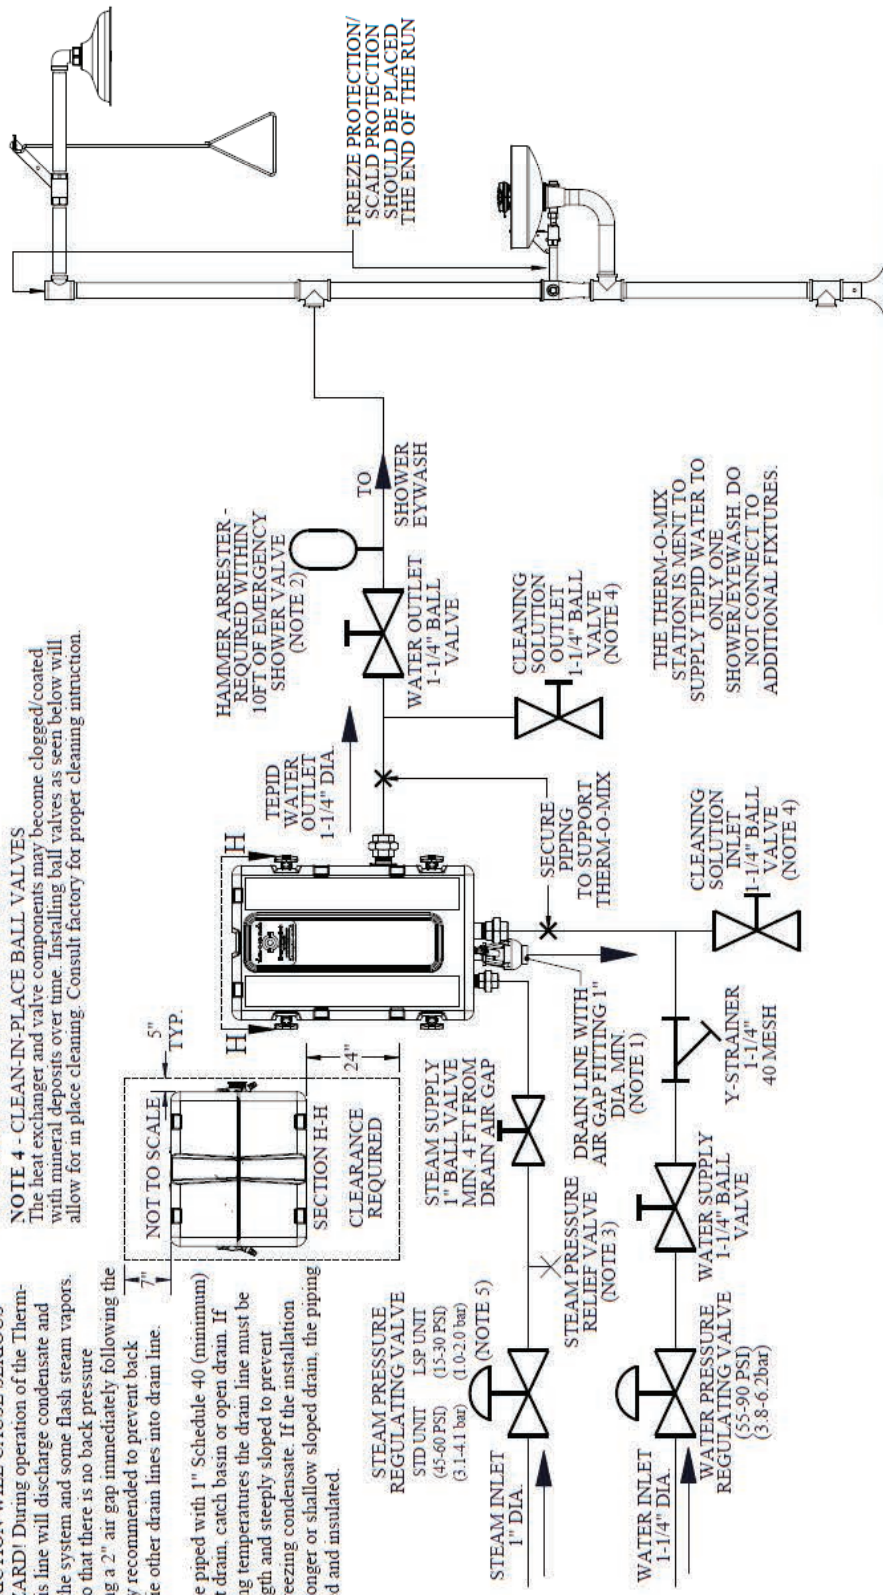 CTION WILL CAUSE SERIOUS
ZARD! During operation of the Therm-
is line will discharge condensate and
he system and some flash steam vapors.
o that there is no back pressure
ng a 2" air gap immediately following the
y recommended to prevent back
ne other drain lines into drain line.
e piped with 1" Schedule 40 (minimum)
t drain, catch basin or open drain. If
ng temperatures the drain line must be
gth and steeply sloped to prevent
eezing condensate. If the installation
onger or shallow sloped drain, the piping
d and insulated.
NOTE 4 - CLEAN-IN-PLACE BALL VALVES
The heat exchanger and valve components may become clogged/coated
with mineral deposits over time. Installing ball valves as seen below will
allow for in place cleaning. Consult factory for proper cleaning intruction.
7"
NOT TO SCALE
5"
TYP.
SECTION H-H
24"
CLEARANCE
REQUIRED
H
H
TEPID
WATER
OUTLET
1-1/4" DIA.
HAMMER ARRESTER -
REQUIRED WITHIN
10FT OF EMERGENCY
SHOWER VALVE
(NOTE 2)
TO
SHOWER
EYWASH
WATER OUTLET
1-1/4" BALL
VALVE
CLEANING
SOLUTION
OUTLET
1-1/4" BALL
VALVE
(NOTE 4)
FREEZE PROTECTION/
SCALD PROTECTION
SHOULD BE PLACED
THE END OF THE RUN
STEAM PRESSURE
REGULATING VALVE
STD UNIT LSP UNIT
(45-60 PSI) (15-30 PSI)
(3.1-4.1 bar) (1.0-2.0 bar)
(NOTE 5)
STEAM INLET
1" DIA.
STEAM PRESSURE
RELIEF VALVE
(NOTE 3)
STEAM SUPPLY
1" BALL VALVE
MIN. 4 FT FROM
DRAIN AIR GAP
DRAIN LINE WITH
AIR GAP FITTING 1"
DIA. MIN.
(NOTE 1)
SECURE
PIPING
TO SUPPORT
THERM-O-MIX
THE THERM-O-MIX
STATION IS MENT TO
SUPPLY TEPID WATER TO
ONLY ONE
SHOWER/EYEWASH. DO
NOT CONNECT TO
ADDITIONAL FIXTURES.
WATER INLET
1-1/4" DIA.
WATER PRESSURE
REGULATING VALVE
(55-90 PSI)
(3.8-6.2bar)
WATER SUPPLY
1-1/4" BALL
VALVE
Y-STRAINER
1-1/4"
40 MESH
CLEANING
SOLUTION
INLET
1-1/4" BALL
VALVE
(NOTE 4)